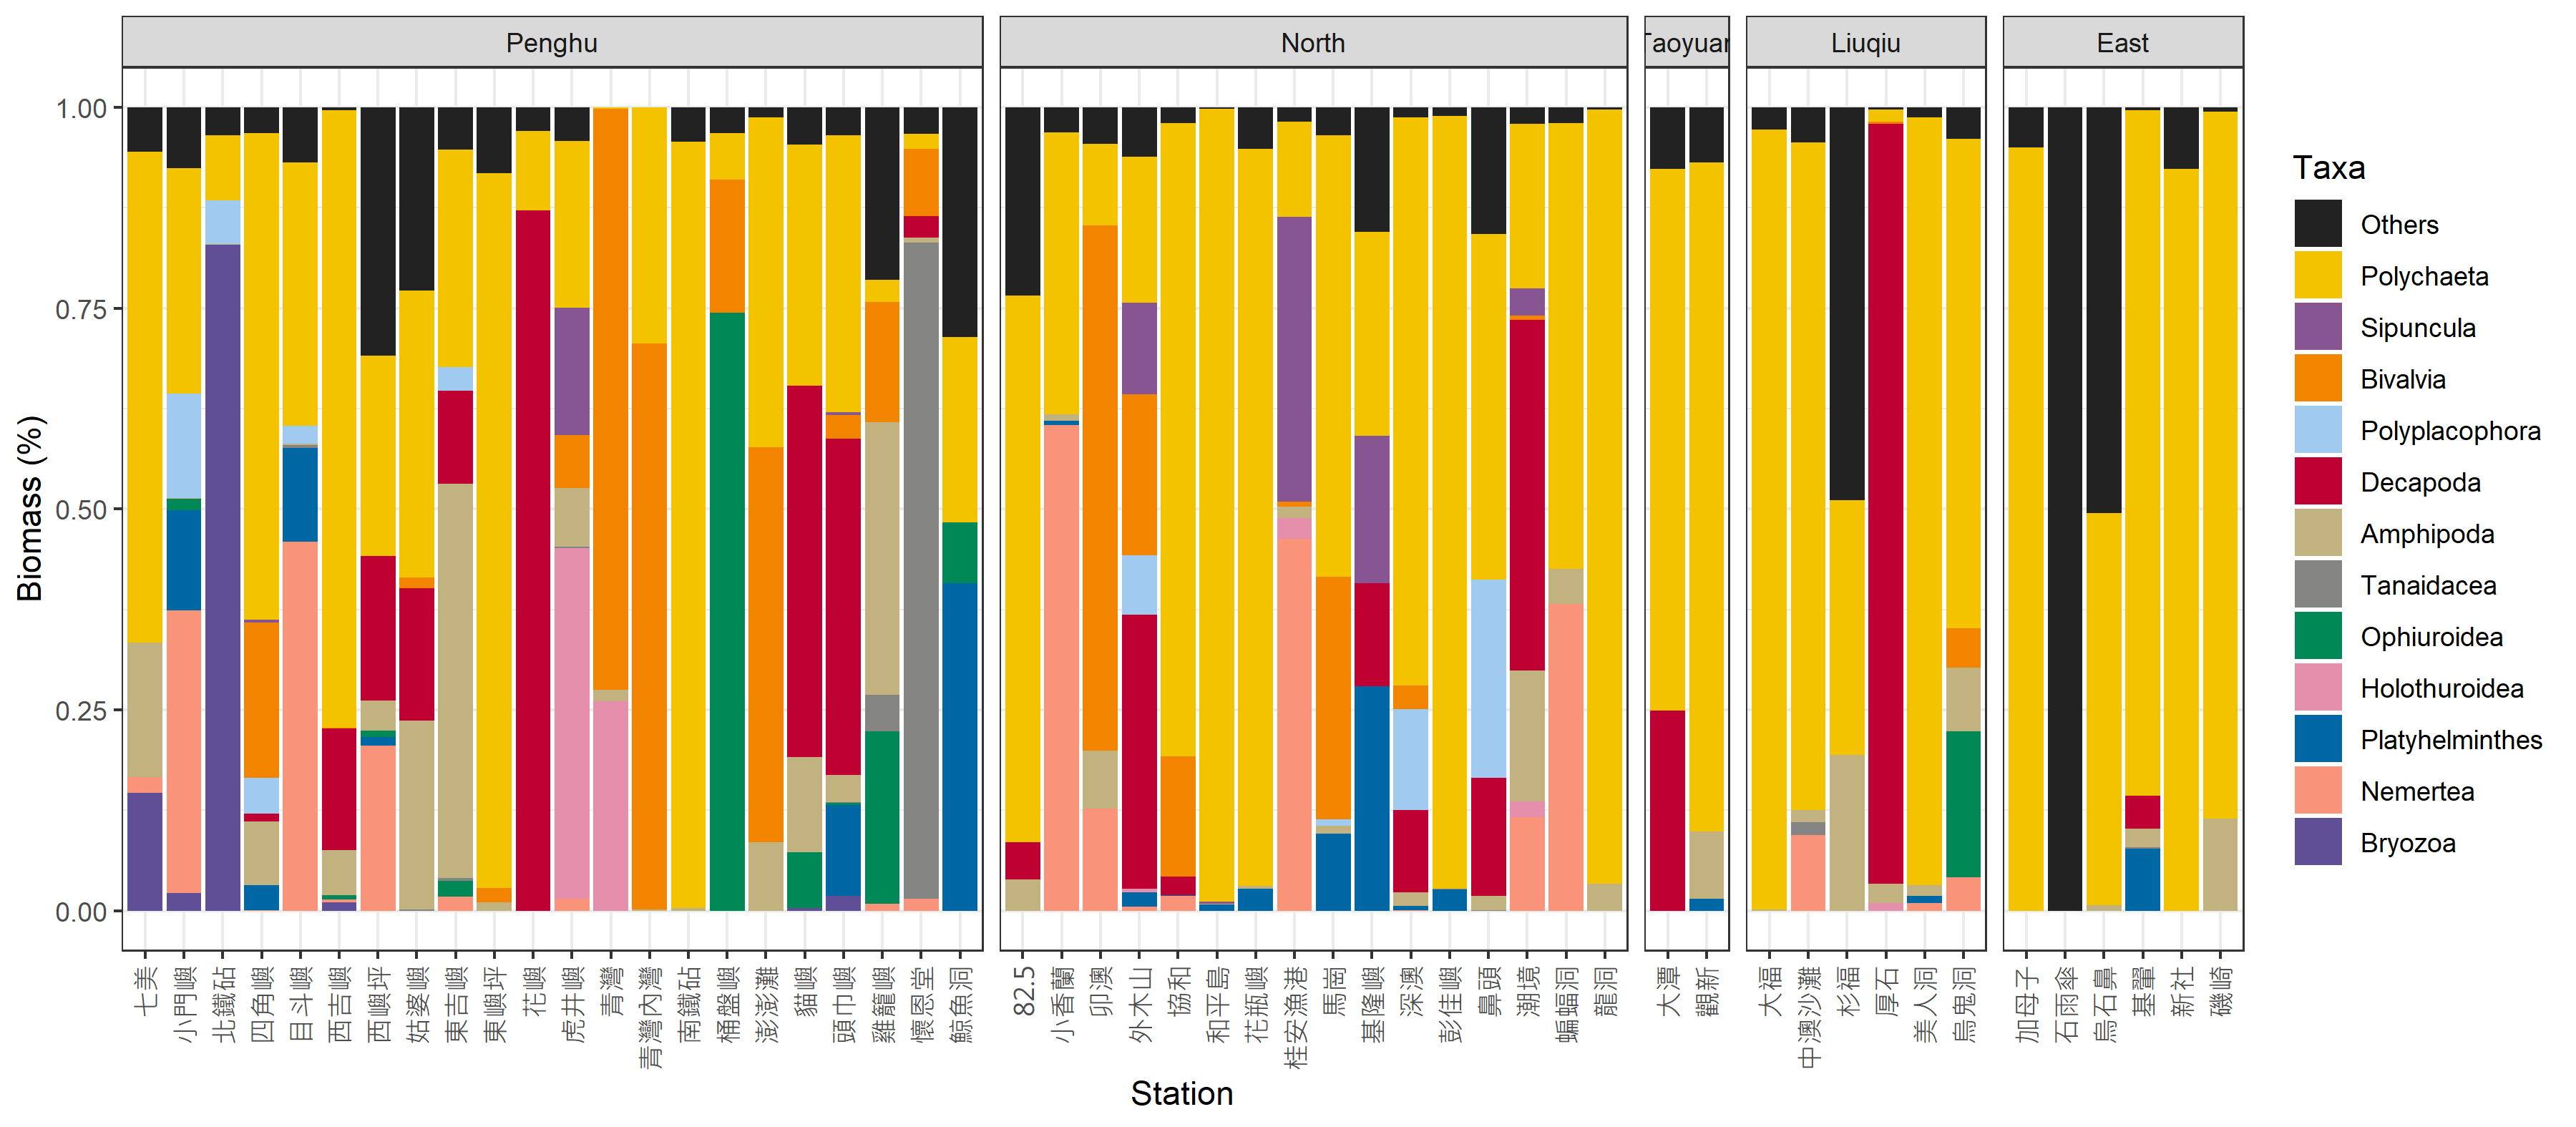 Penghu
North
Taoyuan
Liuqiu
East
Biomass (%)
1.00
0.75
0.50
0.25
0.00
七美
小門嶼
北鐵砧
四角嶼
目斗嶼
西吉嶼
西嶼坪
姑婆嶼
東吉嶼
東嶼坪
花嶼
虎井嶼
青灣
青灣內灣
南鐵砧
桶盤嶼
澎澎灘
貓嶼
頭巾嶼
雞籠嶼
懷恩堂
鯨魚洞
82.5
小香蘭
卯澳
外木山
協和
和平島
花瓶嶼
桂安漁港
馬崗
基隆嶼
深澳
彭佳嶼
鼻頭
潮境
蝙蝠洞
龍洞
大潭
觀新
大福
中澳沙灘
杉福
厚石
美人洞
烏鬼洞
加母子
石雨傘
烏石鼻
基翬
新社
磯崎
Station
Taxa
Others
Polychaeta
Sipuncula
Bivalvia
Polyplacophora
Decapoda
Amphipoda
Tanaidacea
Ophiuroidea
Holothuroidea
Platyhelminthes
Nemertea
Bryozoa